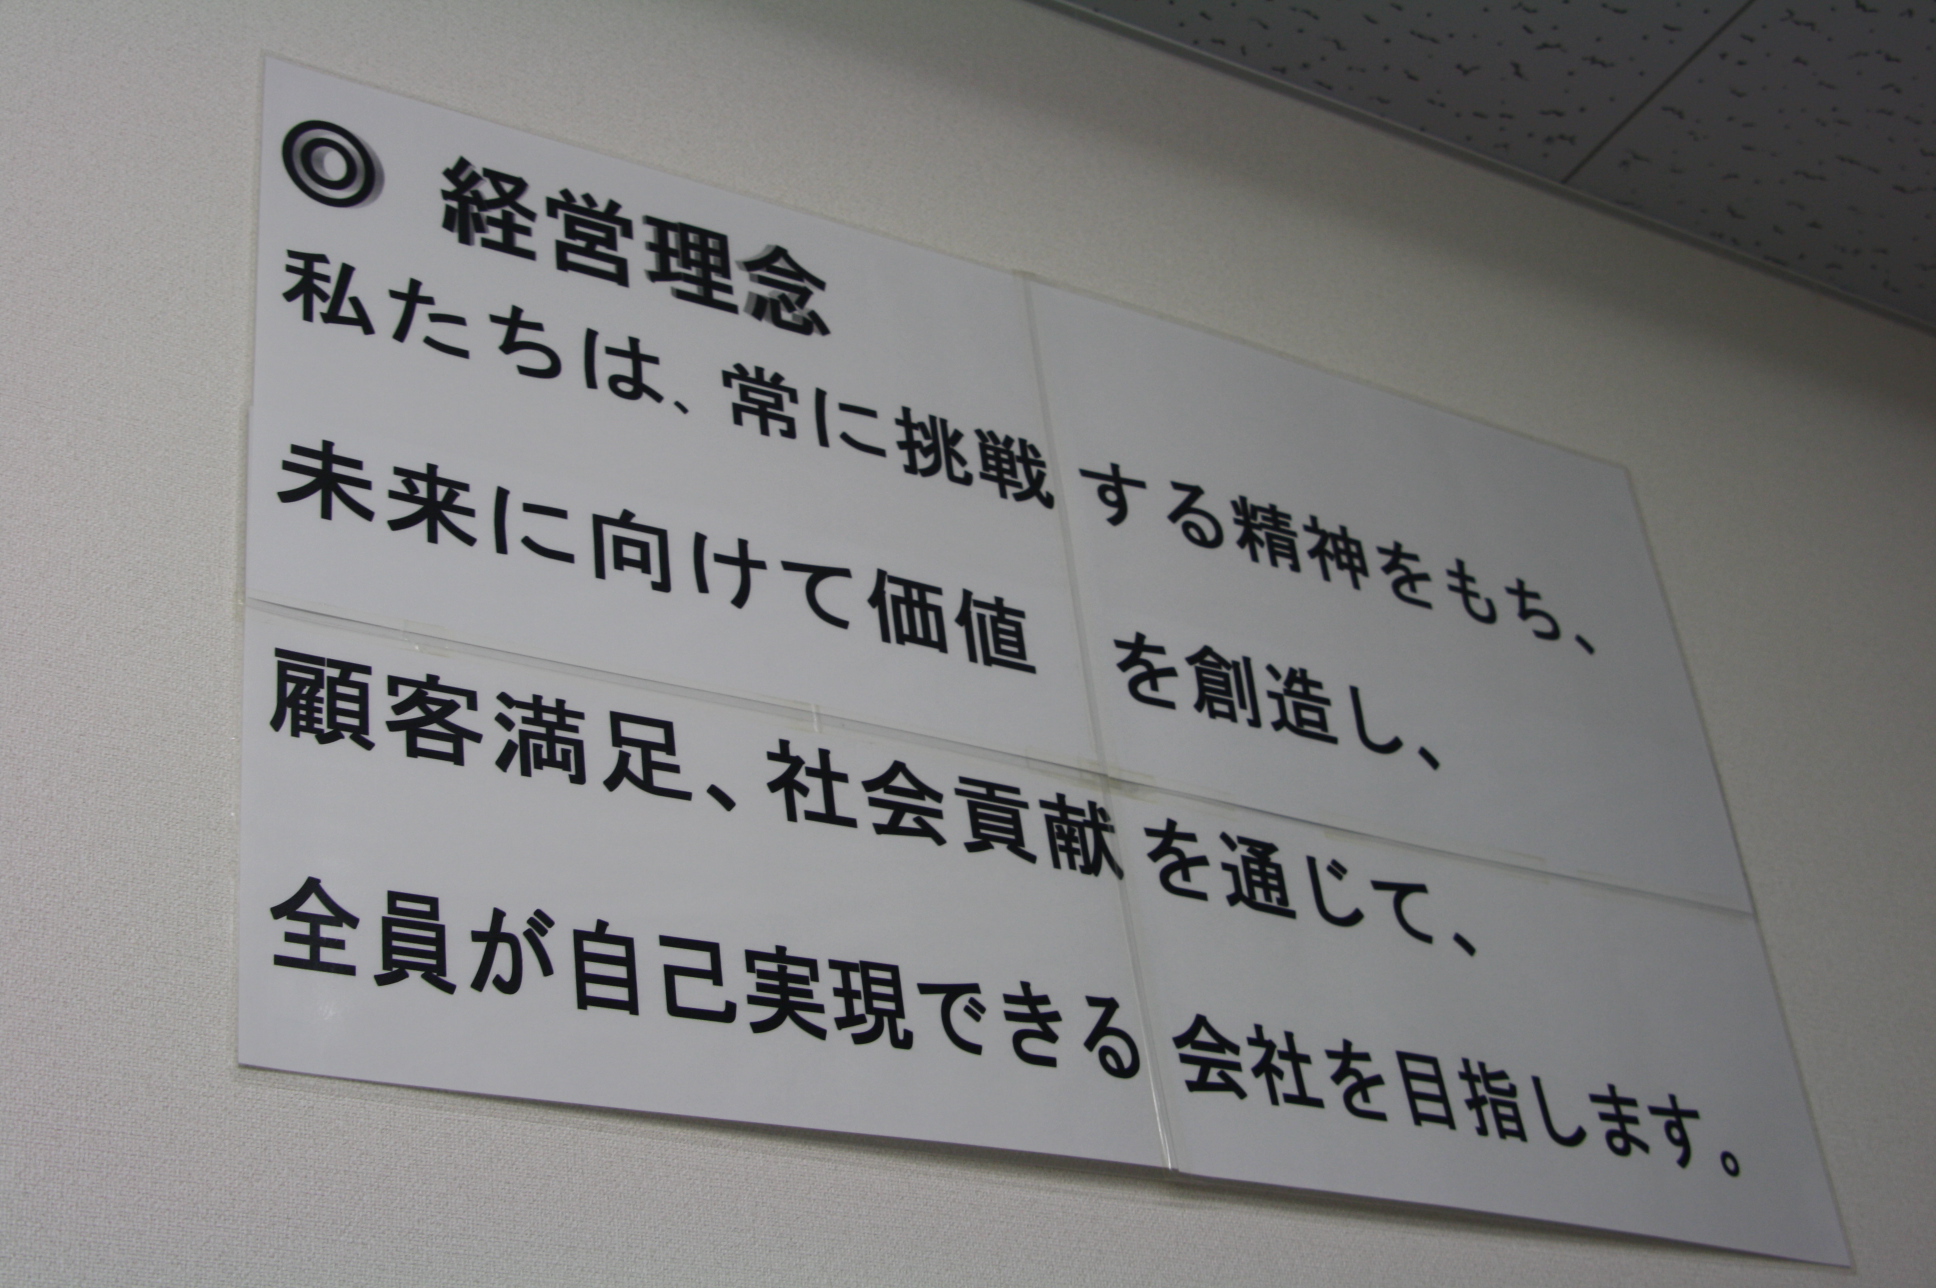 ◎ 経営理念
私たちは、常に挑戦する精神をもち、
未来に向けて価値を創造し、
顧客満足、社会貢献を通じて、
全員が自己実現できる会社を目指します。